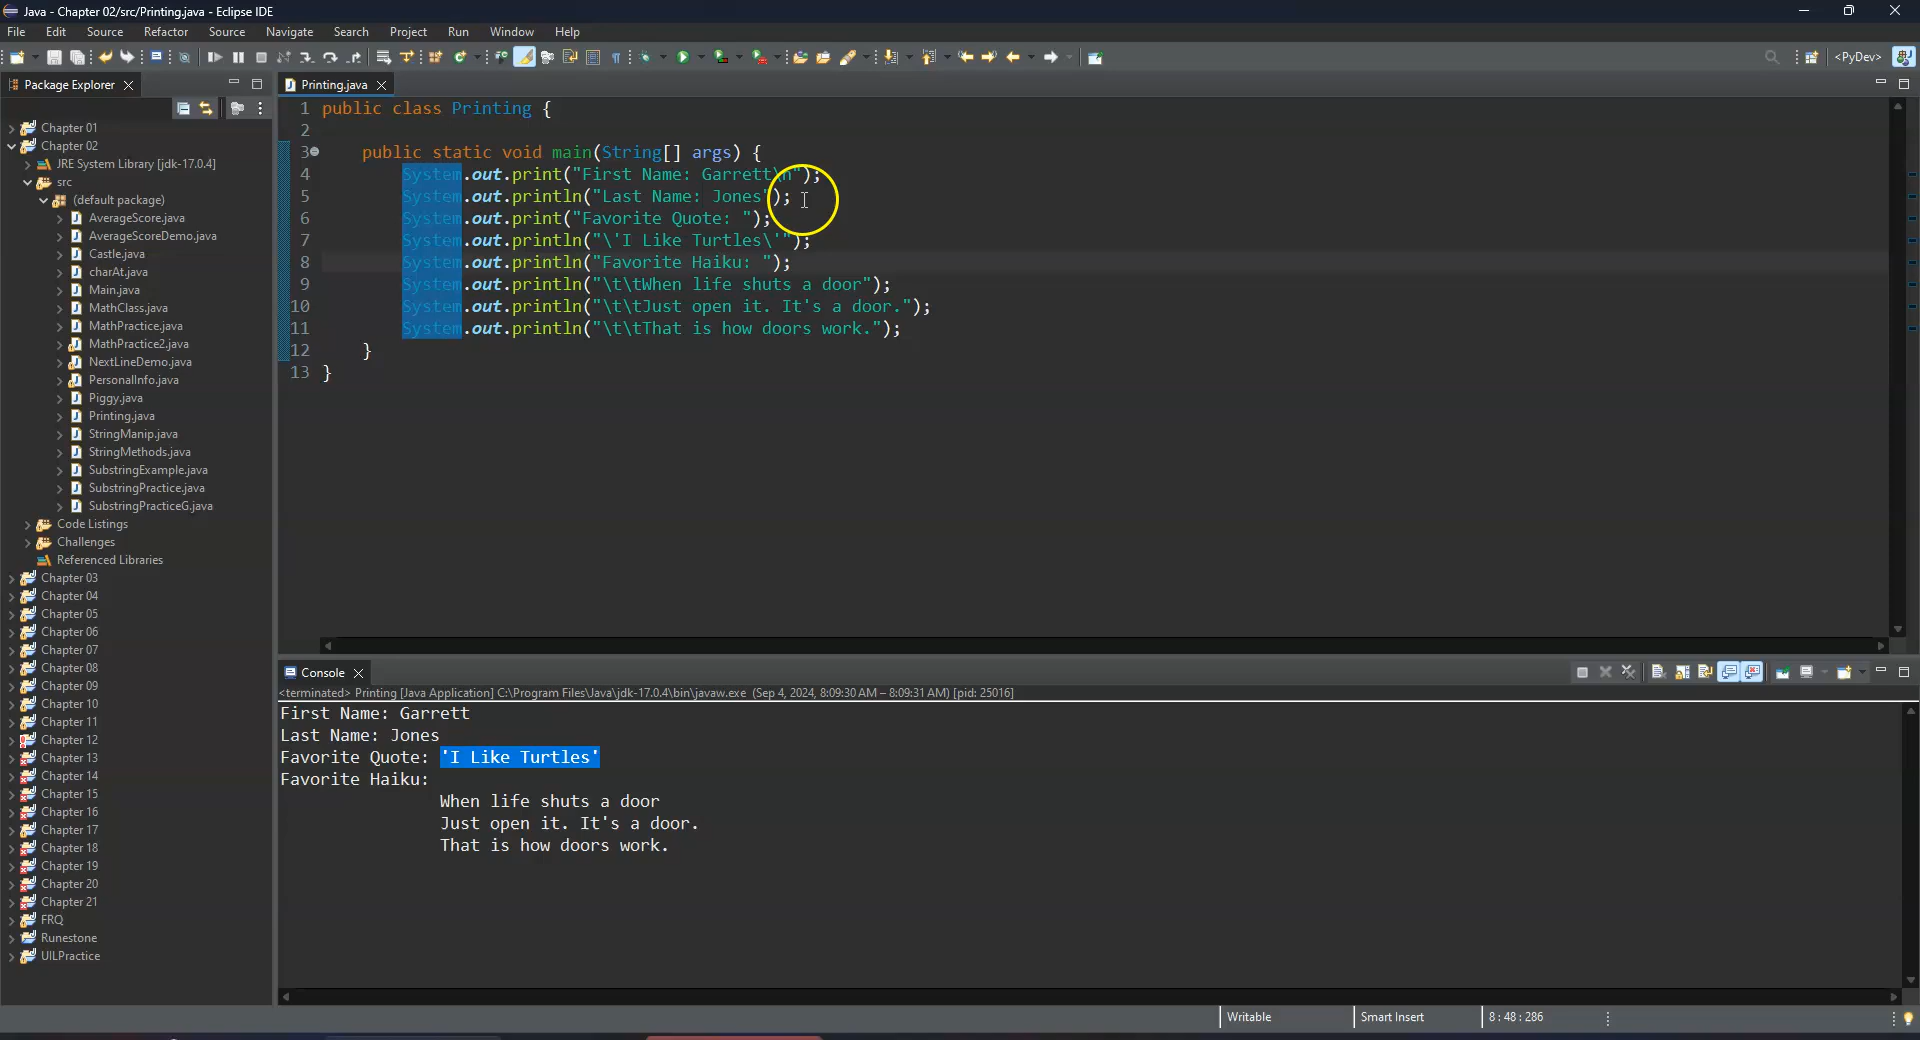 Java - Chapter 02/src/Printing.java - Eclipse IDE
File Edit Source Refactor Source Navigate Search Project Run Window Help
<PyDev>
Package Explorer
Chapter 01
Chapter 02
JRE System Library [jdk-17.0.4]
src
(default package)
AverageScore.java
AverageScoreDemo.java
Castle.java
charAt.java
Main.java
MathClass.java
MathPractice.java
MathPractice2.java
NextLineDemo.java
PersonalInfo.java
Piggy.java
Printing.java
StringManip.java
StringMethods.java
SubstringExample.java
SubstringPractice.java
SubstringPracticeG.java
Code Listings
Challenges
Referenced Libraries
Chapter 03
Chapter 04
Chapter 05
Chapter 06
Chapter 07
Chapter 08
Chapter 09
Chapter 10
Chapter 11
Chapter 12
Chapter 13
Chapter 14
Chapter 15
Chapter 16
Chapter 17
Chapter 18
Chapter 19
Chapter 20
Chapter 21
FRQ
Runestone
UILPractice
Printing.java
1 public class Printing {
2
3 public static void main(String[] args) {
4 System.out.print("First Name: Garrett\n");
5 System.out.println("Last Name: Jones");
6 System.out.print("Favorite Quote: ");
7 System.out.println("\'I Like Turtles\'");
8 System.out.println("Favorite Haiku: ");
9 System.out.println("\t\tWhen life shuts a door");
10 System.out.println("\t\tJust open it. It's a door.");
11 System.out.println("\t\tThat is how doors work.");
12 }
13 }
Console
<terminated> Printing [Java Application] C:\Program Files\Java\jdk-17.0.4\bin\javaw.exe (Sep 4, 2024, 8:09:30 AM – 8:09:31 AM) [pid: 25016]
First Name: Garrett
Last Name: Jones
Favorite Quote: 'I Like Turtles'
Favorite Haiku:
When life shuts a door
Just open it. It's a door.
That is how doors work.
Writable Smart Insert 8 : 48 : 286